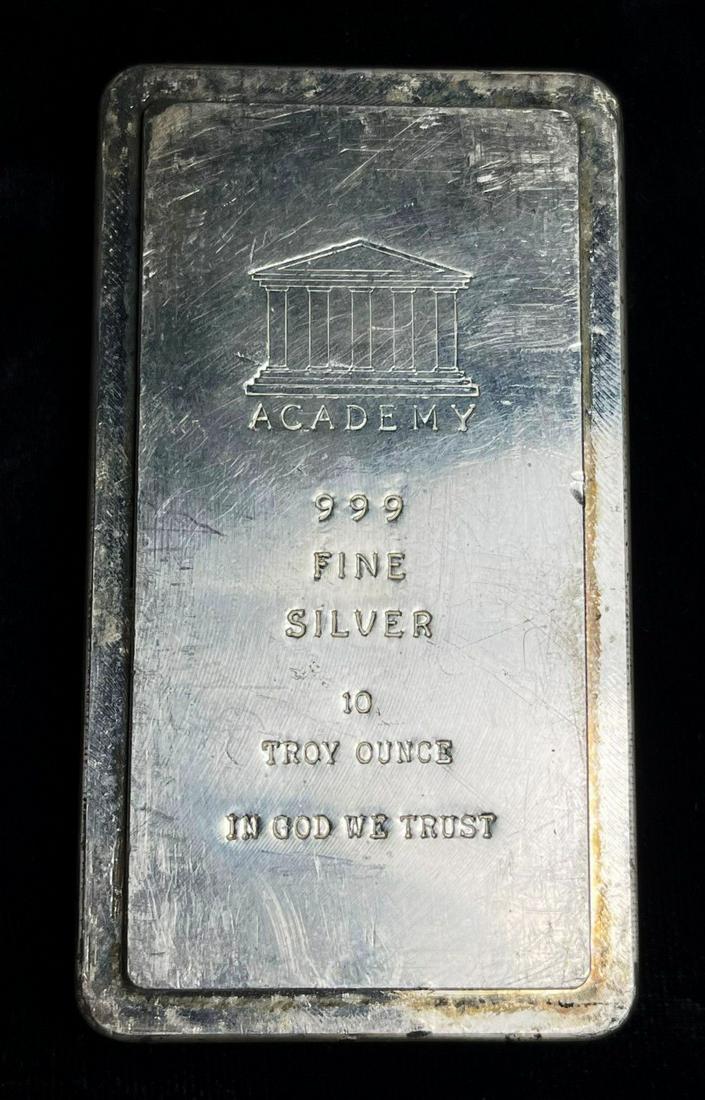 ACADEMY
999
FINE
SILVER
10
TROY OUNCE
IN GOD WE TRUST